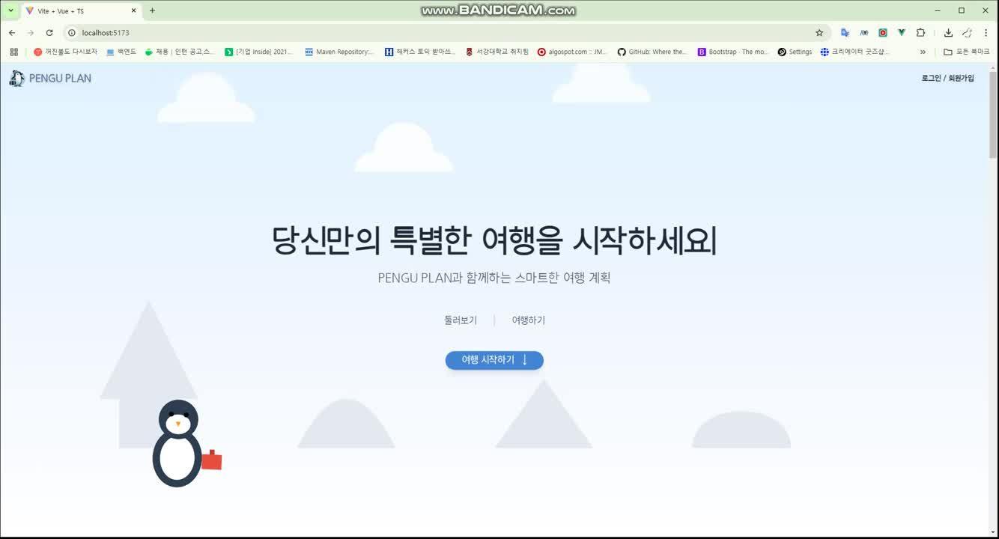 Vite + Vue + TS
www.BANDICAM.com
localhost:5173
꺼진불도 다시보자
백엔드
채용 | 인턴 공고,스...
[기업 Inside] 2021...
Maven Repository:...
해커스 토익 받아쓰...
서강대학교 취지팀
algospot.com :: JM...
GitHub: Where the...
Bootstrap · The mo...
Settings
크리에이터 굿즈샵...
모든 북마크
PENGU PLAN
로그인 / 회원가입
당신만의 특별한 여행을 시작하세요
PENGU PLAN과 함께하는 스마트한 여행 계획
둘러보기 | 여행하기
여행 시작하기 ↓